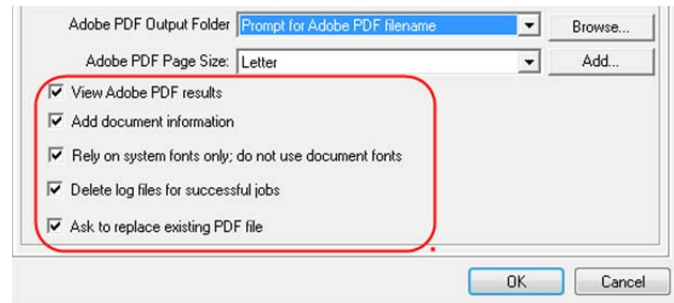 Adobe PDF Output Folder Prompt for Adobe PDF filename Browse...
Adobe PDF Page Size: Letter Add...
View Adobe PDF results
Add document information
Rely on system fonts only; do not use document fonts
Delete log files for successful jobs
Ask to replace existing PDF file
OK Cancel